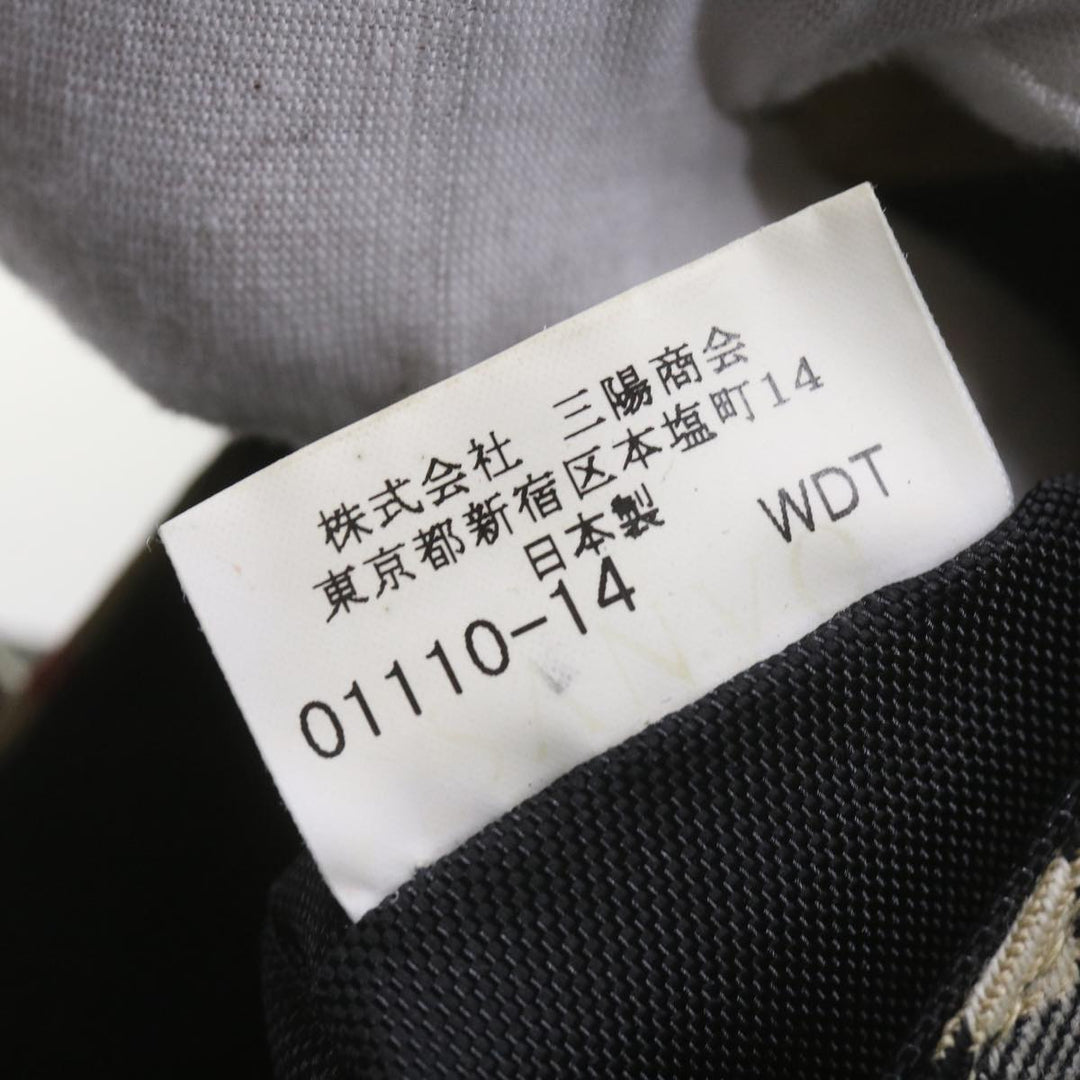 株式会社 三陽商会
東京都新宿区本塩町14
日本製 WDT
01110-14